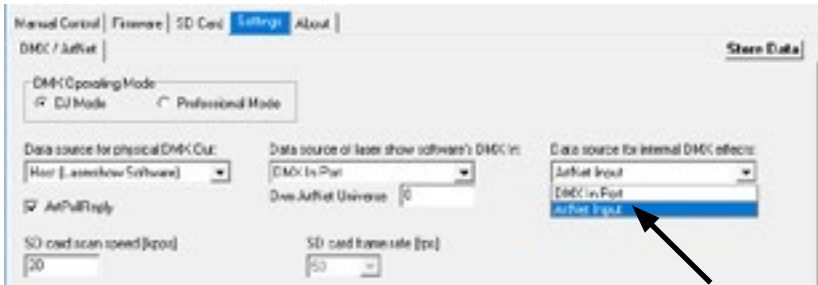 Manual Control Firmware SD Card Settings About
DMX / ArtNet Store Data
DMX Operating Mode
DJ Mode Professional Mode
Data source for physical DMX Out: Data source of laser show software's DMX In: Data source for internal DMX effects:
Host (Lasershow Software) DMX In Port ArtNet Input
DMX In Port
ArtPollReply Own ArtNet Universe 0 ArtNet Input
SD card scan speed [kpps] SD card frame rate [fps]
20 50